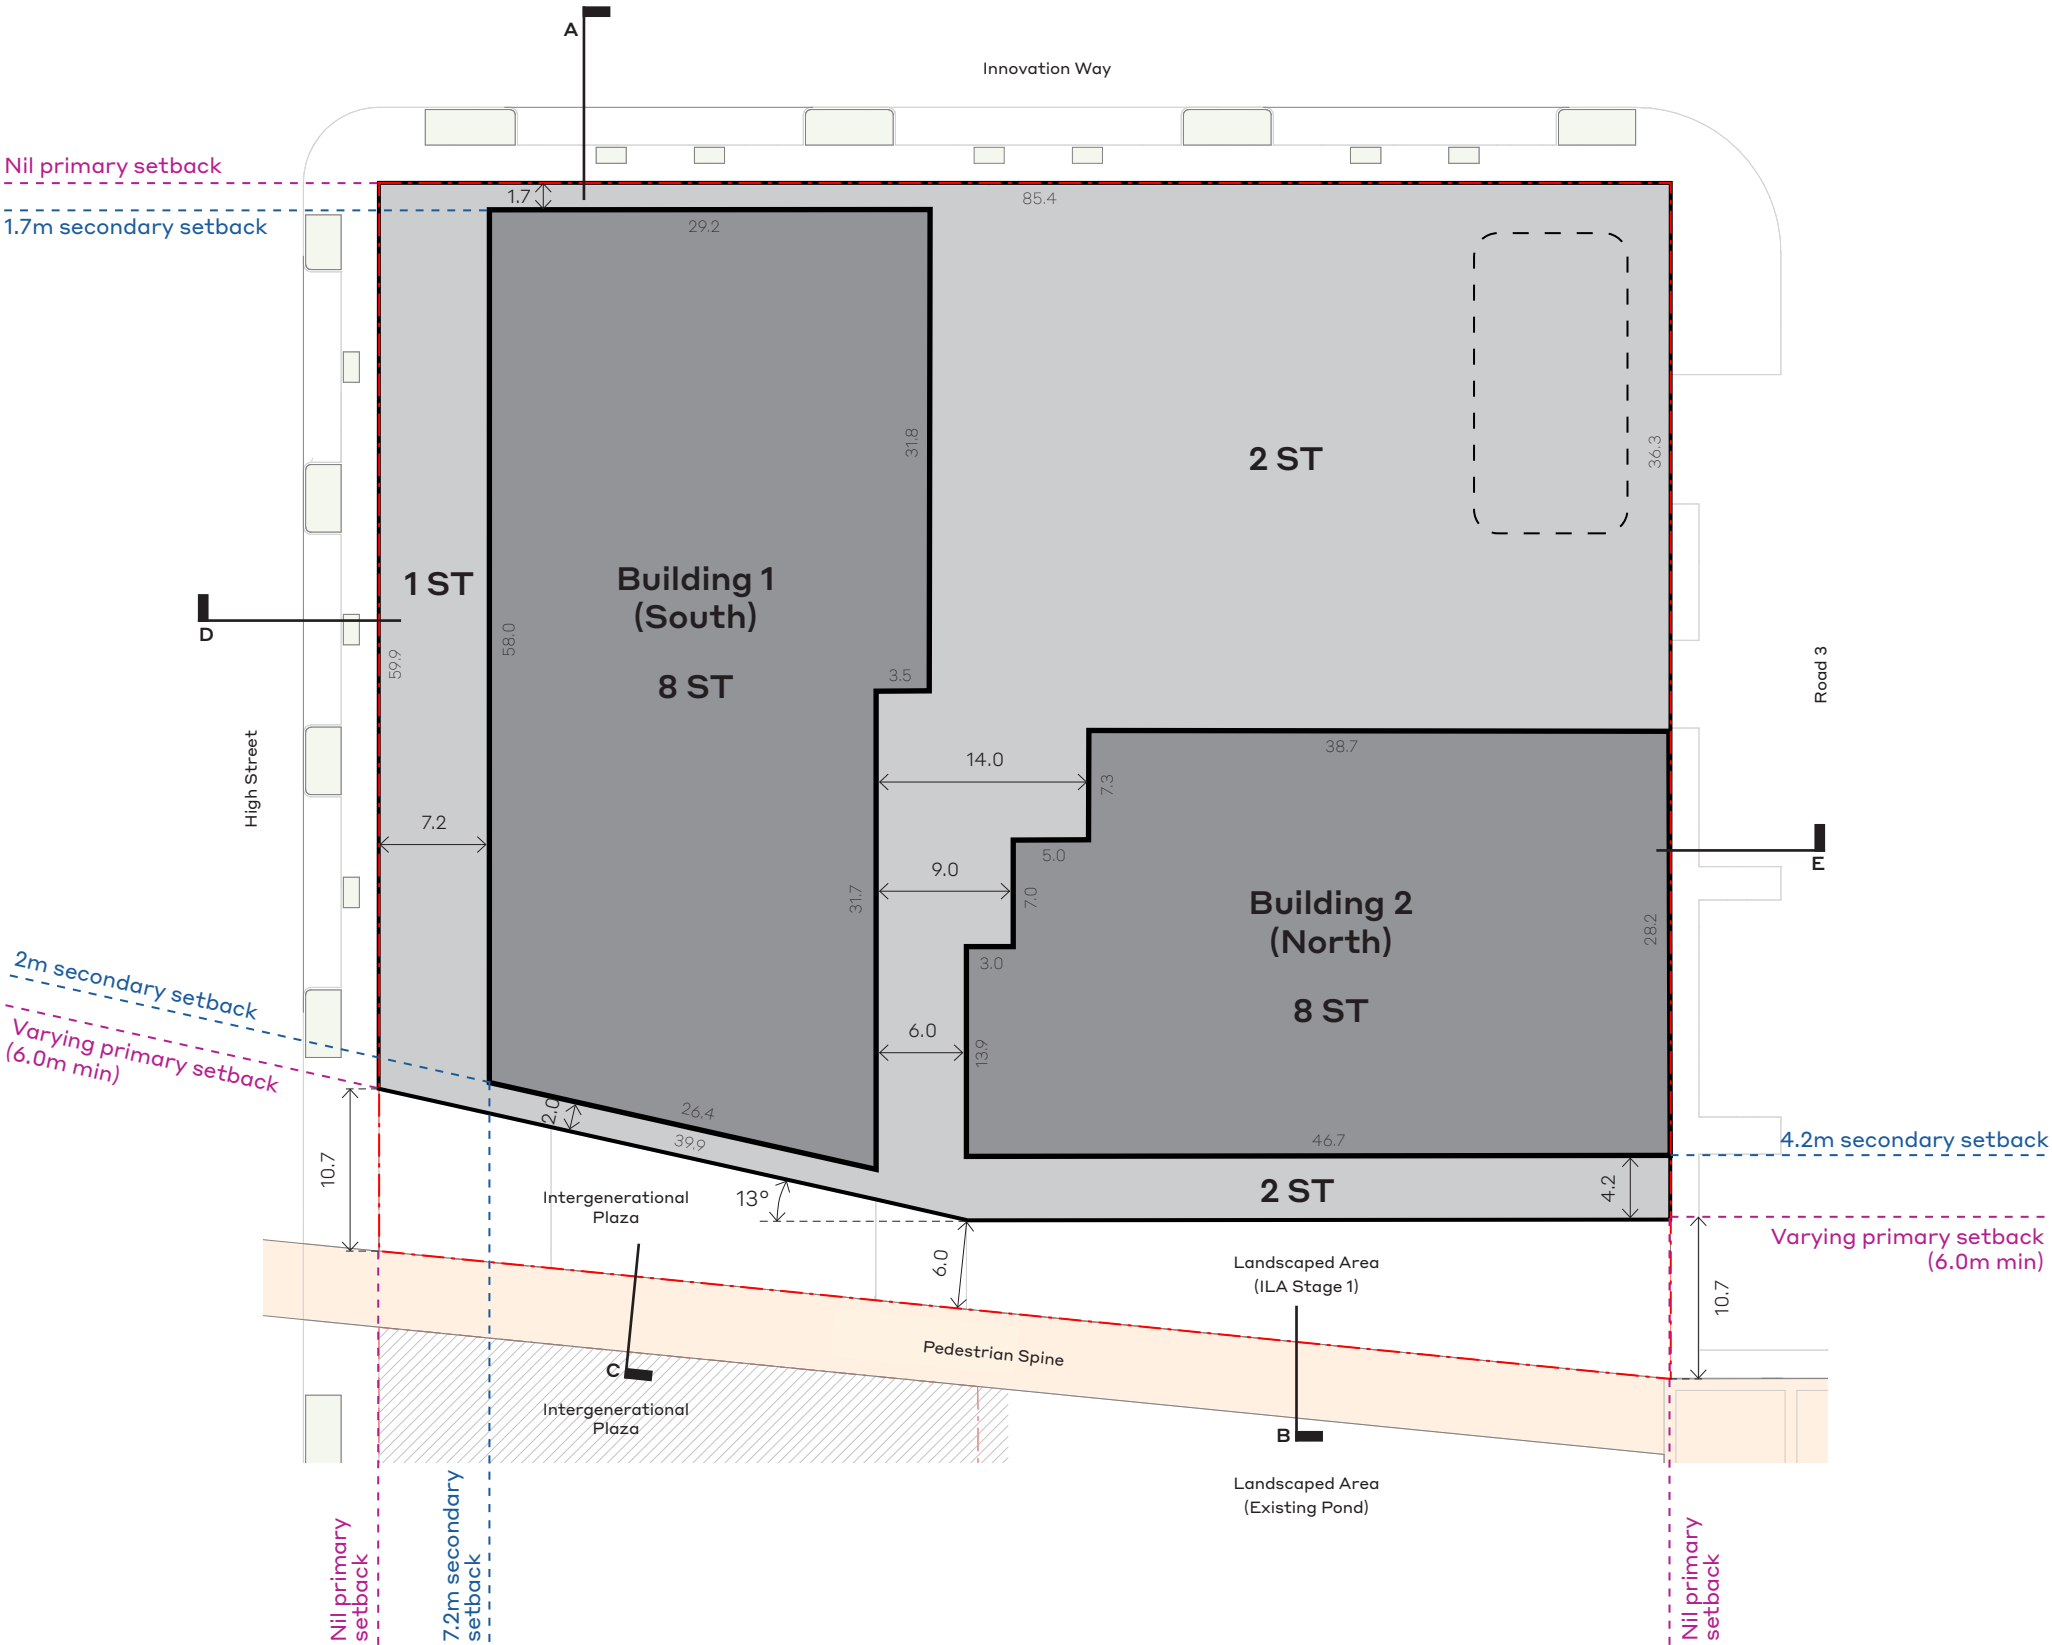 A
Innovation Way
Nil primary setback
1.7
85.4
1.7m secondary setback
29.2
31.8
2 ST
36.3
1 ST
Building 1
(South)
8 ST
D
58.0
59.9
3.5
Road 3
High Street
14.0
38.7
7.3
7.2
5.0
9.0
31.7
7.0
E
Building 2
(North)
8 ST
28.2
2m secondary setback
3.0
Varying primary setback
(6.0m min)
6.0
13.9
2.0
26.4
39.9
46.7
4.2m secondary setback
10.7
13°
2 ST
4.2
Intergenerational
Plaza
Varying primary setback
(6.0m min)
6.0
Landscaped Area
(ILA Stage 1)
10.7
Pedestrian Spine
C
Intergenerational
Plaza
B
Landscaped Area
(Existing Pond)
Nil primary
setback
7.2m secondary
setback
Nil primary
setback